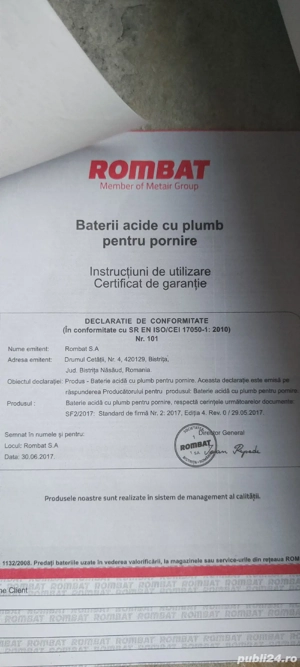 ROMBAT
Member of Metair Group
Baterii acide cu plumb
pentru pornire
Instrucțiuni de utilizare
Certificat de garanție
DECLARATIE DE CONFORMITATE
(În conformitate cu SR EN ISO/CEI 17050-1: 2010)
Nr. 101
Nume emitent: Rombat S.A
Adresa emitent: Drumul Cetății, Nr. 4, 420129, Bistrița,
Jud. Bistrița Năsăud, Romania
Obiectul declarației: Produs - Baterie acidă cu plumb pentru pornire. Aceasta declarație este emisă pe
răspunderea Producătorului pentru produsul: Baterie acidă cu plumb pentru pornire
Produsul : Baterie acidă cu plumb pentru pornire, respectă cerințele următoarelor documente:
SF2/2017: Standard de firmă Nr. 2: 2017, Ediția 4, Rev. 0 / 29.05.2017.
Semnat în numele și pentru:
Director General
Locul: Rombat S.A
ROMBAT
Data: 30.06.2017
Produsele noastre sunt realizate în sistem de management al calității.
1132/2008. Predați bateriile uzate în vederea valorificării, la magazinele sau service-urile din rețeaua ROM
me Client
ROMBAT ROMBAT ROMBAT ROMBAT ROMBAT
publi24.ro